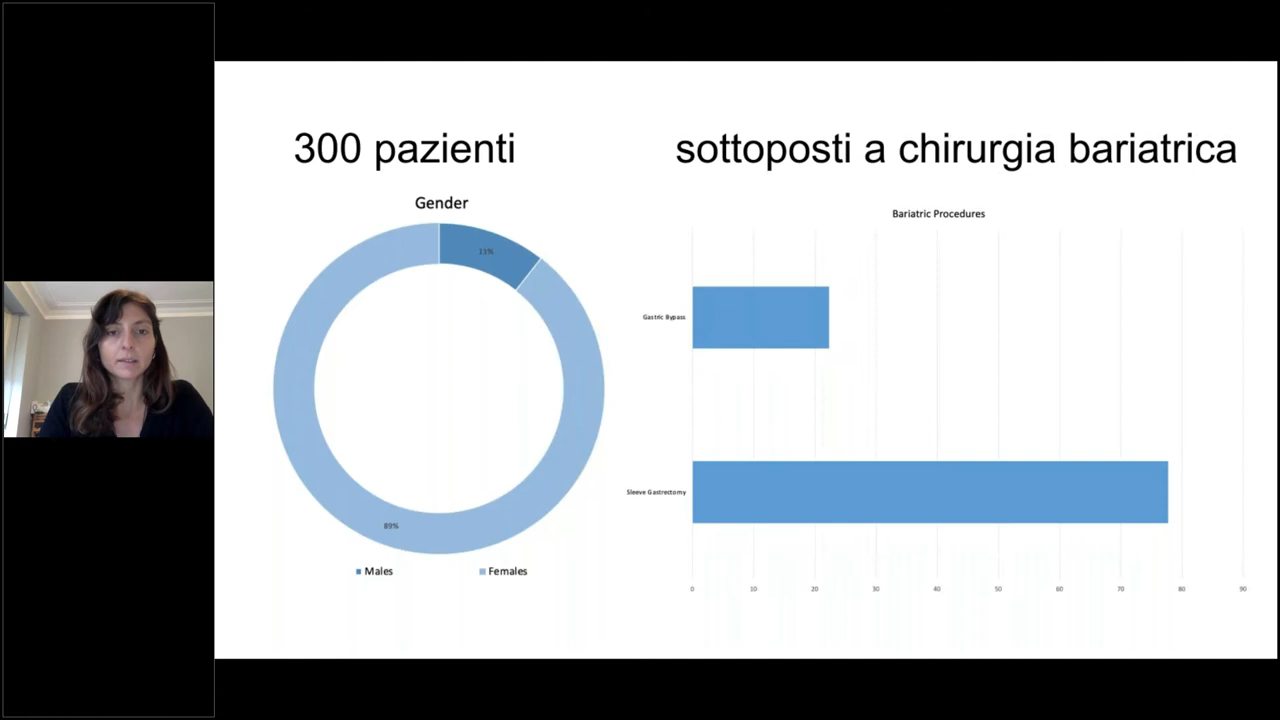 300 pazienti
sottoposti a chirurgia bariatrica
Gender
11%
89%
Males
Females
Bariatric Procedures
Gastric Bypass
Sleeve Gastrectomy
0 10 20 30 40 50 60 70 80 90